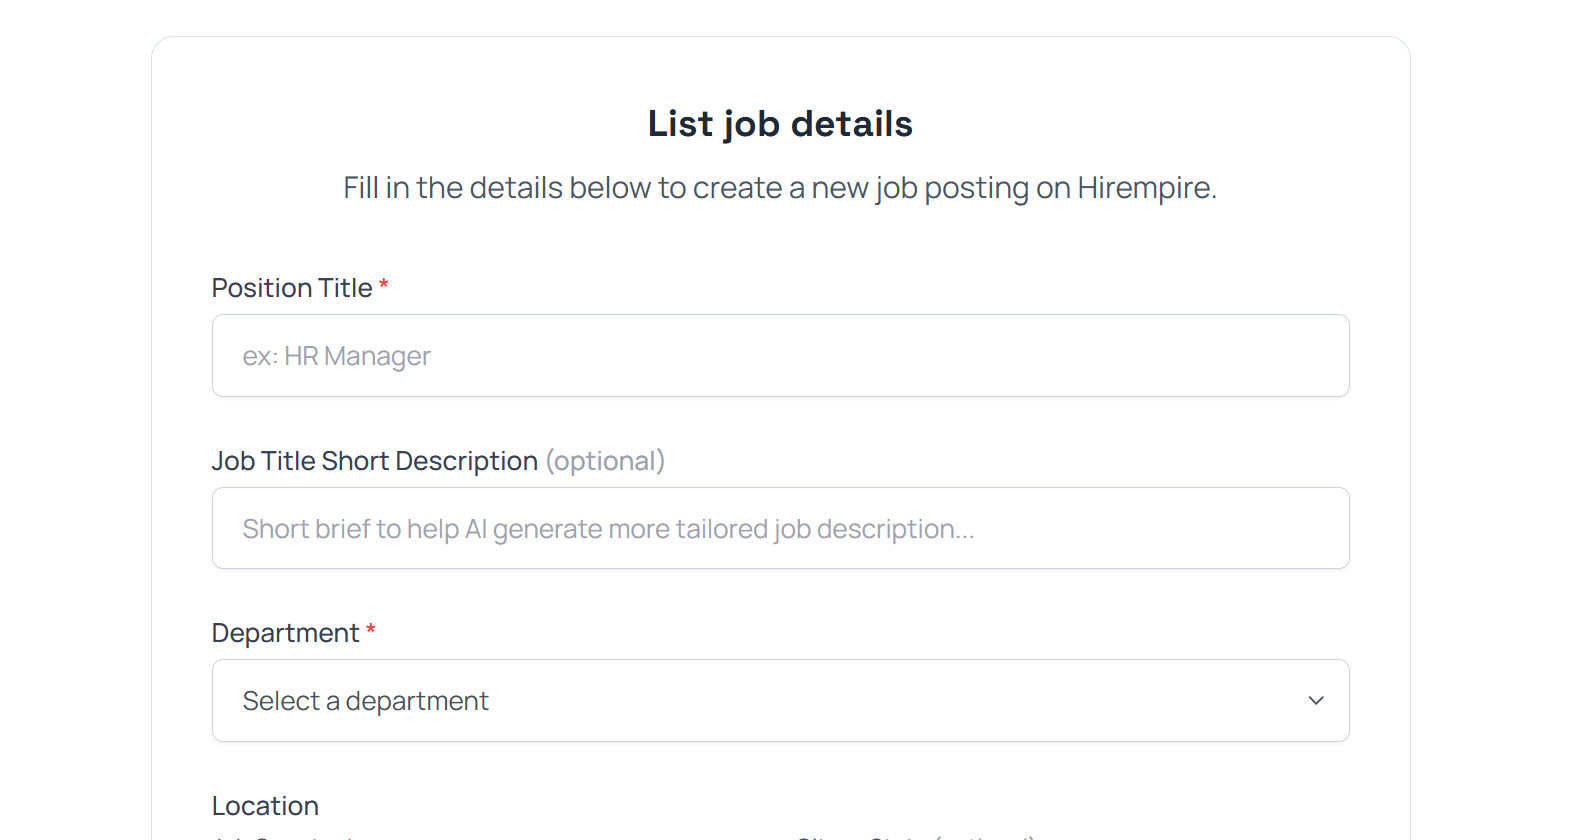 List job details
Fill in the details below to create a new job posting on Hirempire.
Position Title *
ex: HR Manager
Job Title Short Description (optional)
Short brief to help AI generate more tailored job description...
Department *
Select a department
Location